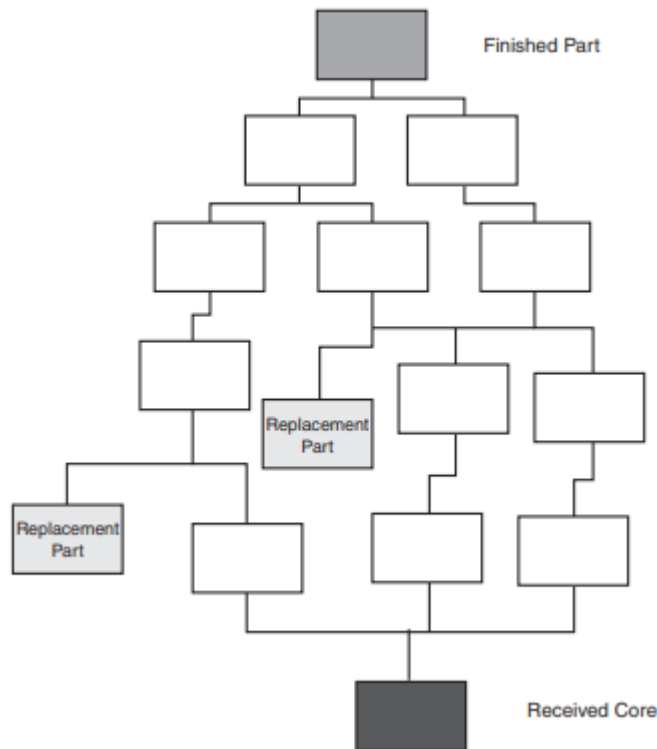 Finished Part
Replacement
Part
Replacement
Part
Received Core